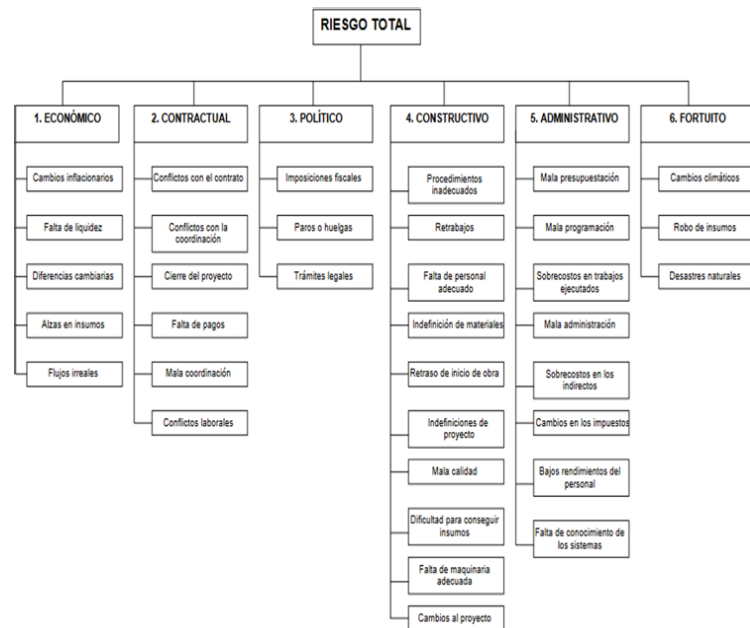 RIESGO TOTAL
1. ECONÓMICO
Cambios inflacionarios
Falta de liquidez
Diferencias cambiarias
Alzas en insumos
Flujos irreales
2. CONTRACTUAL
Conflictos con el contrato
Conflictos con la
coordinación
Cierre del proyecto
Falta de pagos
Mala coordinación
Conflictos laborales
3. POLÍTICO
Imposiciones fiscales
Paros o huelgas
Trámites legales
4. CONSTRUCTIVO
Procedimientos
inadecuados
Retrabajos
Falta de personal
adecuado
Indefinición de materiales
Retraso de inicio de obra
Indefiniciones de
proyecto
Mala calidad
Dificultad para conseguir
insumos
Falta de maquinaria
adecuada
Cambios al proyecto
5. ADMINISTRATIVO
Mala presupuestación
Mala programación
Sobrecostos en trabajos
ejecutados
Mala administración
Sobrecostos en los
indirectos
Cambios en los impuestos
Bajos rendimientos del
personal
Falta de conocimiento de
los sistemas
6. FORTUITO
Cambios climáticos
Robo de insumos
Desastres naturales